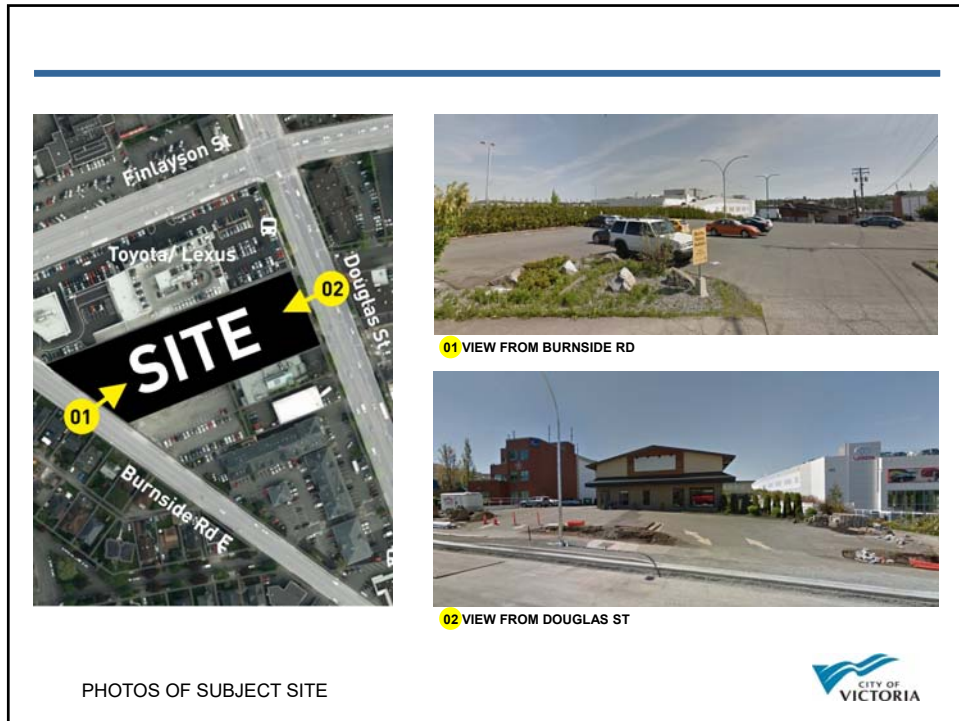 Finlayson St
Toyota/ Lexus
02
Douglas St
SITE
01
Burnside Rd E
01 VIEW FROM BURNSIDE RD
02 VIEW FROM DOUGLAS ST
PHOTOS OF SUBJECT SITE
CITY OF
VICTORIA